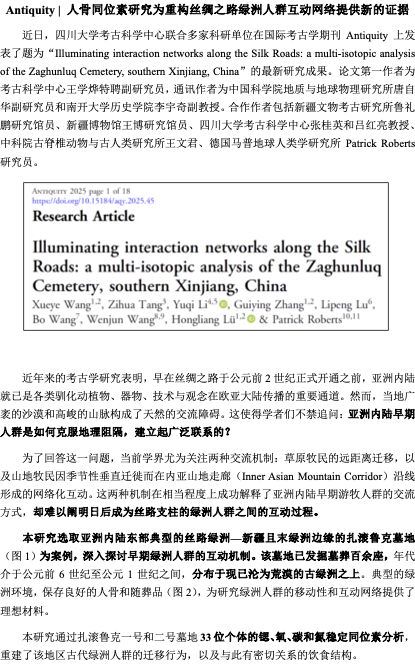 Antiquity | 人骨同位素研究为重构丝绸之路绿洲人群互动网络提供新的证据
近日，四川大学考古科学中心联合多家科研单位在国际考古学期刊 Antiquity 上发
表了题为“Illuminating interaction networks along the Silk Roads: a multi-isotopic analysis
of the Zaghunluq Cemetery, southern Xinjiang, China”的最新研究成果。论文第一作者为
考古科学中心王学烨特聘副研究员，通讯作者为中国科学院地质与地球物理研究所唐自
华副研究员和南开大学历史学院李宇奇副教授。合作作者包括新疆文物考古研究所鲁礼
鹏研究馆员、新疆博物馆王博研究馆员、四川大学考古科学中心张桂英和吕红亮教授、
中科院古脊椎动物与古人类研究所王文君、德国马普地球人类学研究所 Patrick Roberts
研究员。
ANTIQUITY 2025 page 1 of 18
https://doi.org/10.15184/aqy.2025.45
Research Article
Illuminating interaction networks along the Silk
Roads: a multi-isotopic analysis of the Zaghunluq
Cemetery, southern Xinjiang, China
Xueye Wang1,2, Zihua Tang3, Yuqi Li4,5, Guiying Zhang1,2, Lipeng Lu6,
Bo Wang7, Wenjun Wang8,9, Hongliang Lü1,2 & Patrick Roberts10,11
近年来的考古学研究表明，早在丝绸之路于公元前 2 世纪正式开通之前，亚洲内陆
就已是各类驯化动植物、器物、技术与观念在欧亚大陆传播的重要通道。然而，当地广
袤的沙漠和高峻的山脉构成了天然的交流障碍。这使得学者们不禁追问：亚洲内陆早期
人群是如何克服地理阻隔，建立起广泛联系的？
为了回答这一问题，当前学界尤为关注两种交流机制：草原牧民的远距离迁移，以
及山地牧民因季节性垂直迁徙而在内亚山地走廊（Inner Asian Mountain Corridor）沿线
形成的网络化互动。这两种机制在相当程度上成功解释了亚洲内陆早期游牧人群的交流
方式，却难以阐明日后成为丝路支柱的绿洲人群之间的互动过程。
本研究选取亚洲内陆东部典型的丝路绿洲—新疆且末绿洲边缘的扎滚鲁克墓地
（图 1）为案例，深入探讨早期绿洲人群的互动机制。该墓地已发掘墓葬百余座，年代
介于公元前 6 世纪至公元 1 世纪之间，分布于现已沦为荒漠的古绿洲之上。典型的绿
洲环境，保存良好的人骨和随葬品（图 2），为研究绿洲人群的移动性和互动网络提供了
理想材料。
本研究通过扎滚鲁克一号和二号墓地 33 位个体的锶、氧、碳和氮稳定同位素分析，
重建了该地区古代绿洲人群的迁移行为，以及与此有密切关系的饮食结构。